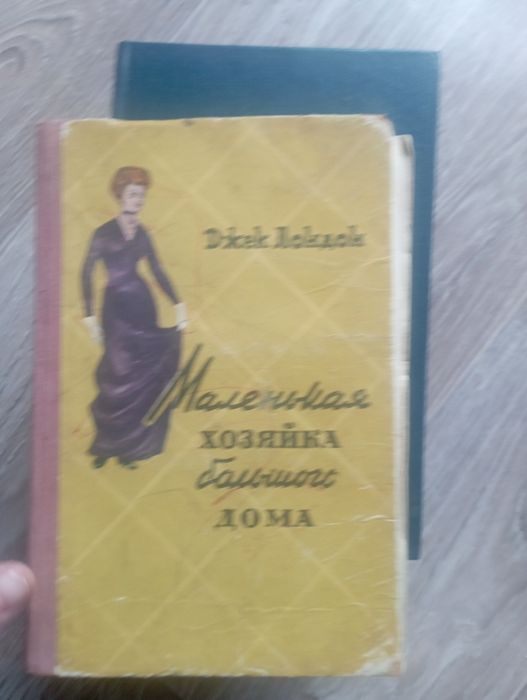 Джек Лондон
Маленькая
ХОЗЯЙКА
большого
ДОМА